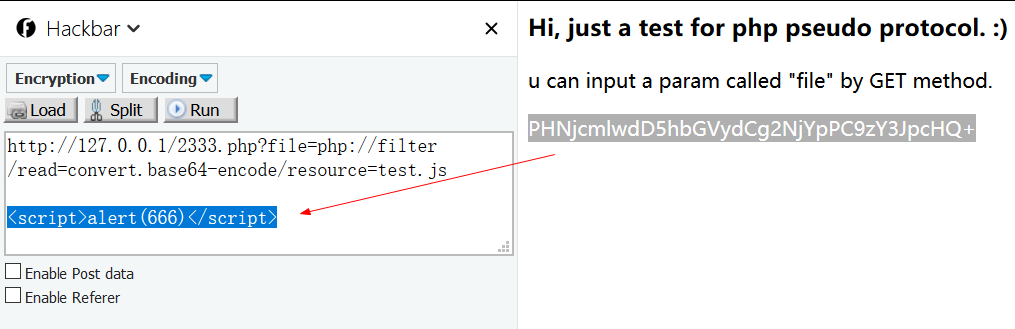 Hackbar
Encryption
Encoding
Load
Split
Run
http://127.0.0.1/2333.php?file=php://filter
/read=convert.base64-encode/resource=test.js
<script>alert(666)</script>
Enable Post data
Enable Referer
Hi, just a test for php pseudo protocol. :)
u can input a param called "file" by GET method.
PHNjcmlwdD5hbGVydCg2NjYpPC9zY3JpcHQ+